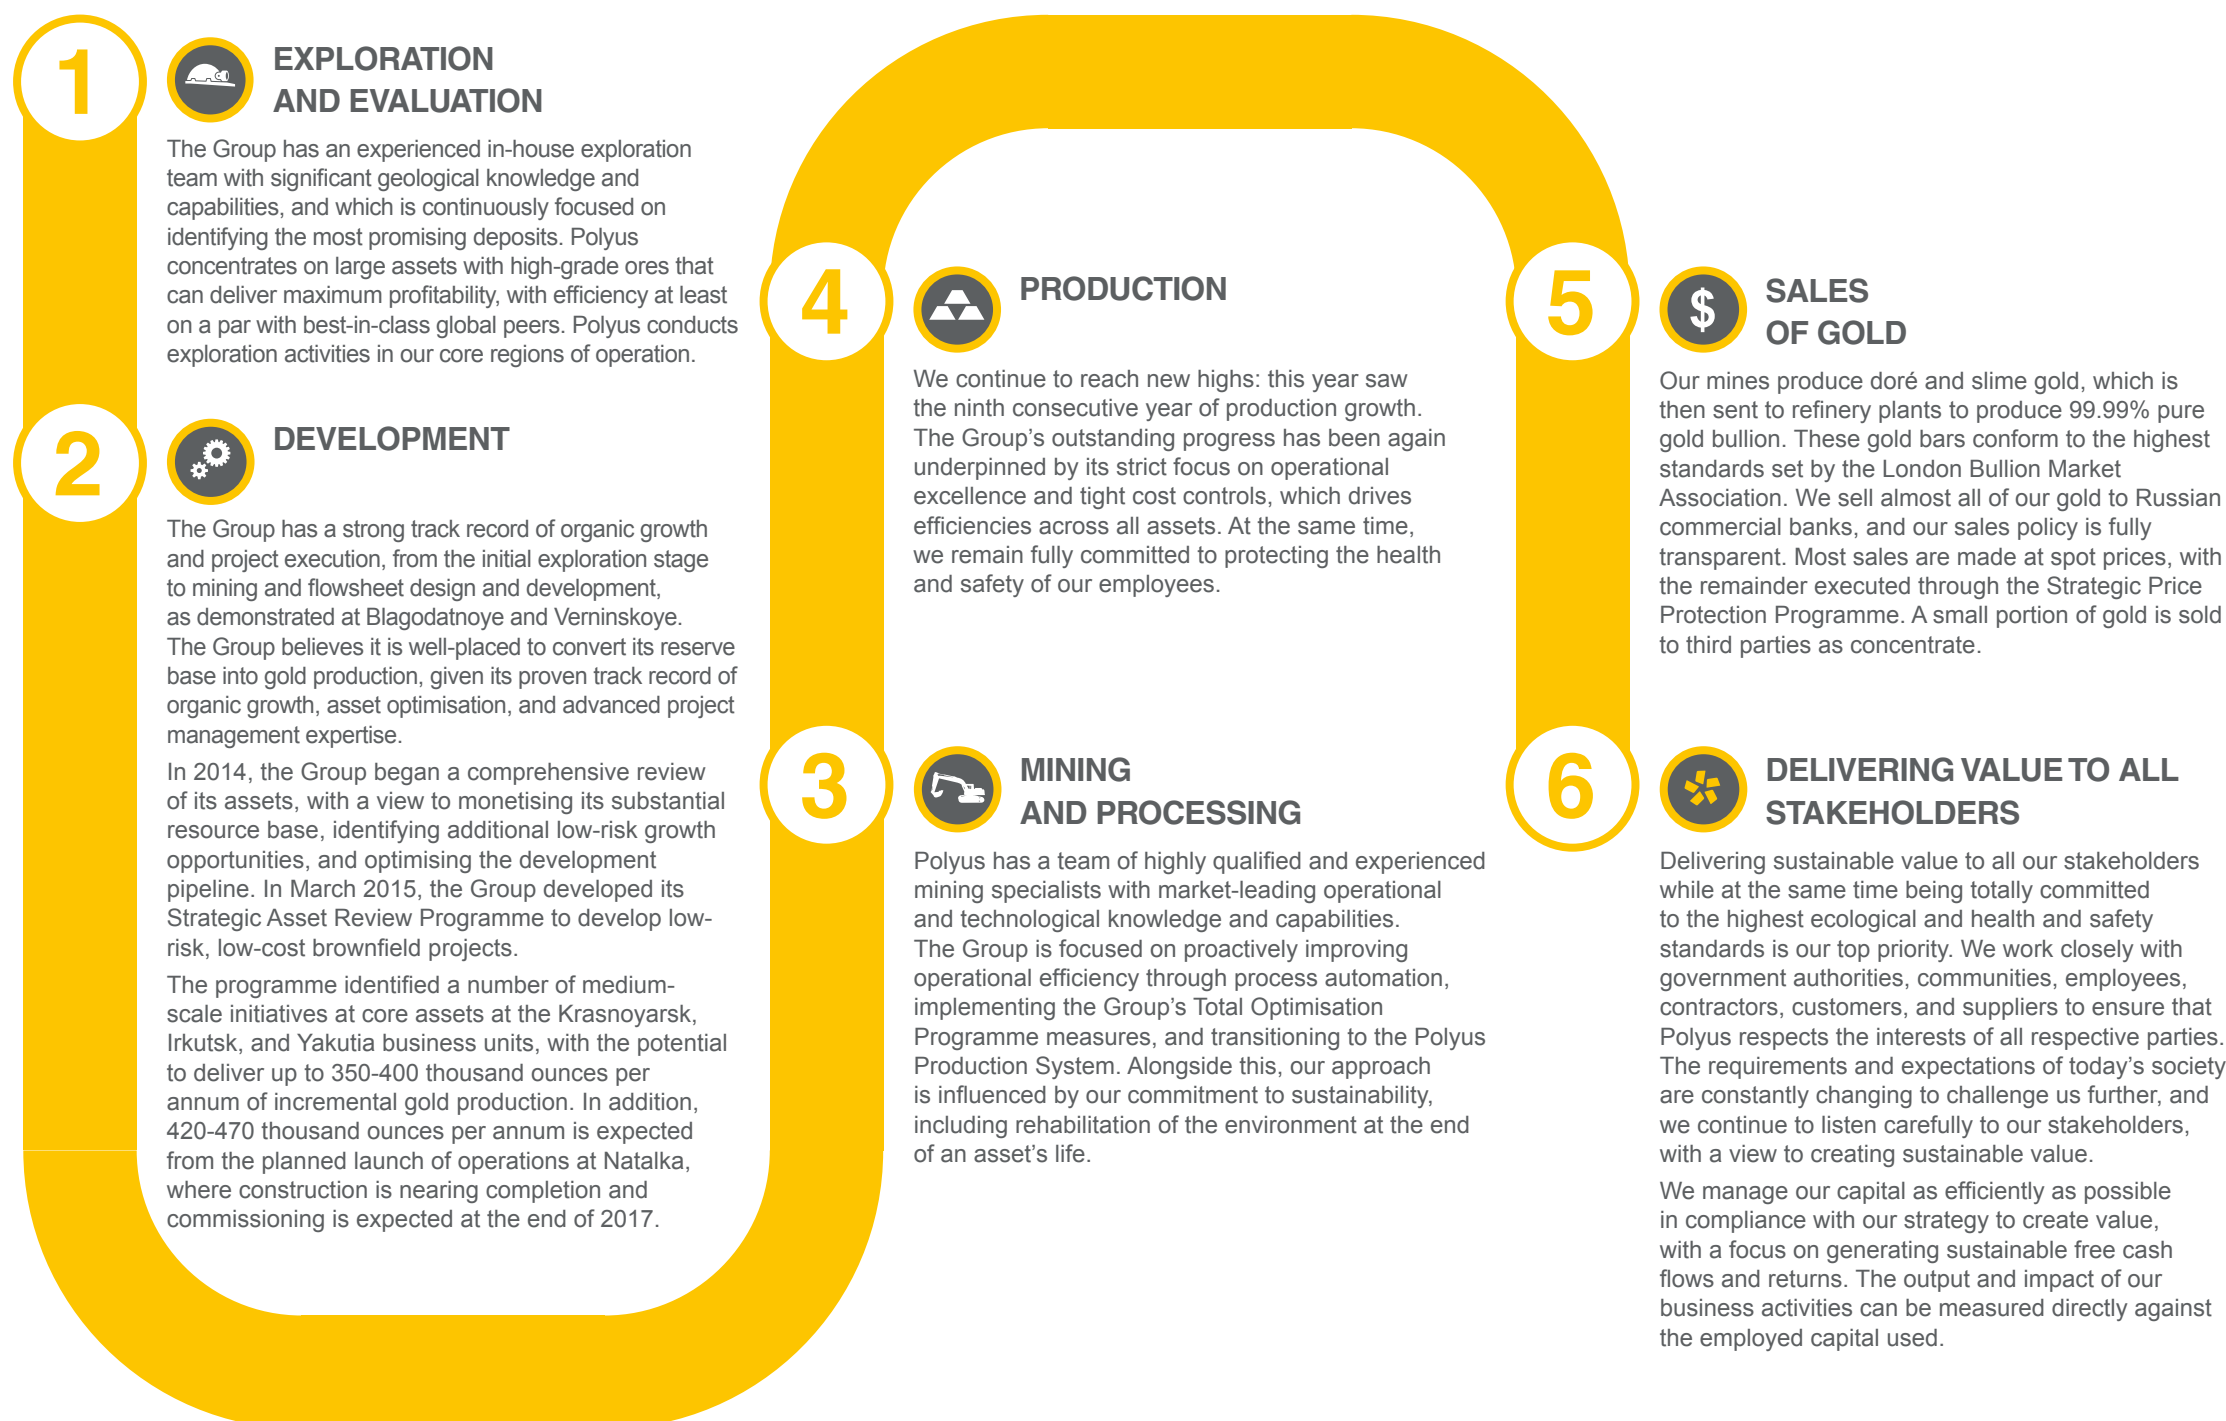 1
EXPLORATION
AND EVALUATION
The Group has an experienced in-house exploration
team with significant geological knowledge and
capabilities, and which is continuously focused on
identifying the most promising deposits. Polyus
concentrates on large assets with high-grade ores that
can deliver maximum profitability, with efficiency at least
on a par with best-in-class global peers. Polyus conducts
exploration activities in our core regions of operation.
2
DEVELOPMENT
The Group has a strong track record of organic growth
and project execution, from the initial exploration stage
to mining and flowsheet design and development,
as demonstrated at Blagodatnoye and Verninskoye.
The Group believes it is well-placed to convert its reserve
base into gold production, given its proven track record of
organic growth, asset optimisation, and advanced project
management expertise.
In 2014, the Group began a comprehensive review
of its assets, with a view to monetising its substantial
resource base, identifying additional low-risk growth
opportunities, and optimising the development
pipeline. In March 2015, the Group developed its
Strategic Asset Review Programme to develop low-
risk, low-cost brownfield projects.
The programme identified a number of medium-
scale initiatives at core assets at the Krasnoyarsk,
Irkutsk, and Yakutia business units, with the potential
to deliver up to 350-400 thousand ounces per
annum of incremental gold production. In addition,
420-470 thousand ounces per annum is expected
from the planned launch of operations at Natalka,
where construction is nearing completion and
commissioning is expected at the end of 2017.
3
MINING
AND PROCESSING
Polyus has a team of highly qualified and experienced
mining specialists with market-leading operational
and technological knowledge and capabilities.
The Group is focused on proactively improving
operational efficiency through process automation,
implementing the Group's Total Optimisation
Programme measures, and transitioning to the Polyus
Production System. Alongside this, our approach
is influenced by our commitment to sustainability,
including rehabilitation of the environment at the end
of an asset's life.
4
PRODUCTION
We continue to reach new highs: this year saw
the ninth consecutive year of production growth.
The Group's outstanding progress has been again
underpinned by its strict focus on operational
excellence and tight cost controls, which drives
efficiencies across all assets. At the same time,
we remain fully committed to protecting the health
and safety of our employees.
5
$
SALES
OF GOLD
Our mines produce doré and slime gold, which is
then sent to refinery plants to produce 99.99% pure
gold bullion. These gold bars conform to the highest
standards set by the London Bullion Market
Association. We sell almost all of our gold to Russian
commercial banks, and our sales policy is fully
transparent. Most sales are made at spot prices, with
the remainder executed through the Strategic Price
Protection Programme. A small portion of gold is sold
to third parties as concentrate.
6
DELIVERING VALUE TO ALL
STAKEHOLDERS
Delivering sustainable value to all our stakeholders
while at the same time being totally committed
to the highest ecological and health and safety
standards is our top priority. We work closely with
government authorities, communities, employees,
contractors, customers, and suppliers to ensure that
Polyus respects the interests of all respective parties.
The requirements and expectations of today's society
are constantly changing to challenge us further, and
we continue to listen carefully to our stakeholders,
with a view to creating sustainable value.
We manage our capital as efficiently as possible
in compliance with our strategy to create value,
with a focus on generating sustainable free cash
flows and returns. The output and impact of our
business activities can be measured directly against
the employed capital used.